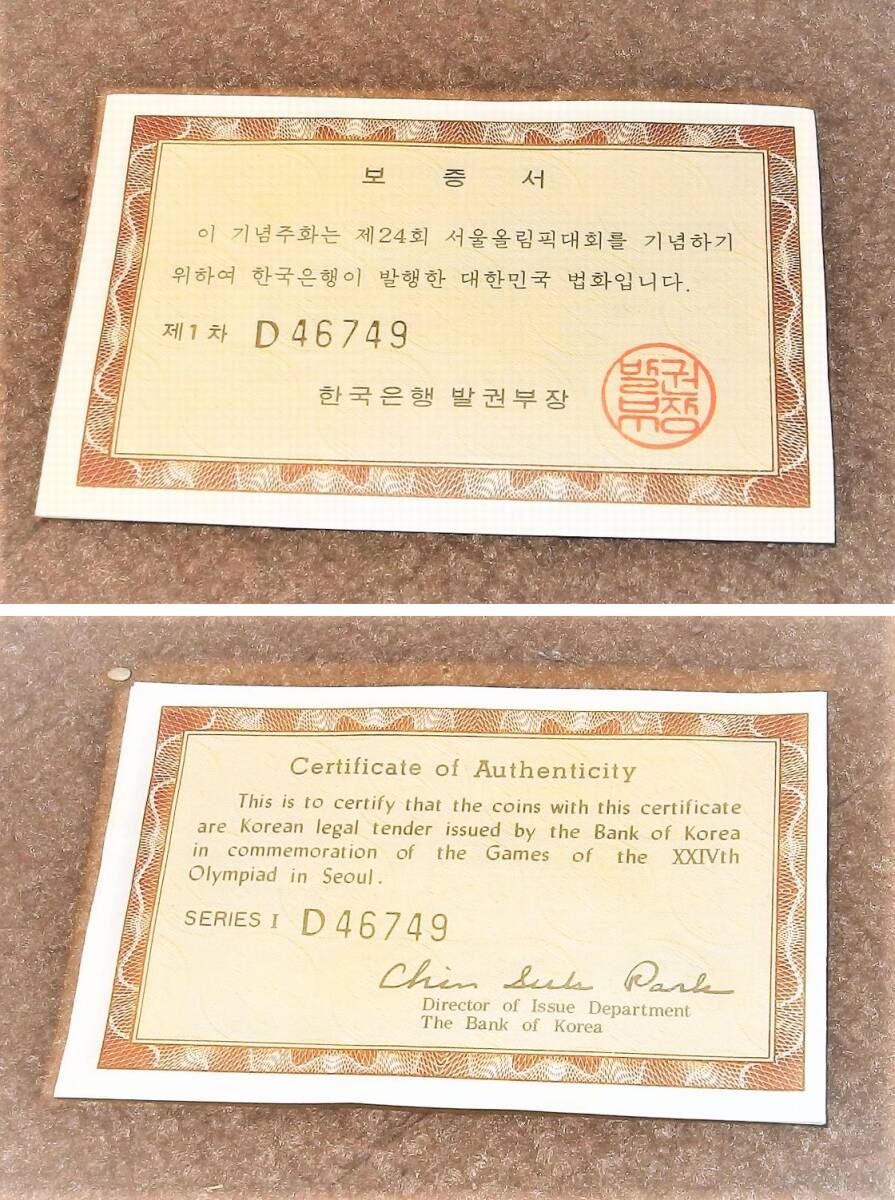 보 증 서
이 기념주화는 제24회 서울올림픽대회를 기념하기
위하여 한국은행이 발행한 대한민국 법화입니다.
제1차 D46749
한국은행 발권부장
발권
부장
Certificate of Authenticity
This is to certify that the coins with this certificate
are Korean legal tender issued by the Bank of Korea
in commemoration of the Games of the XXIVth
Olympiad in Seoul.
SERIES I D46749
Chin Suk Park
Director of Issue Department
The Bank of Korea